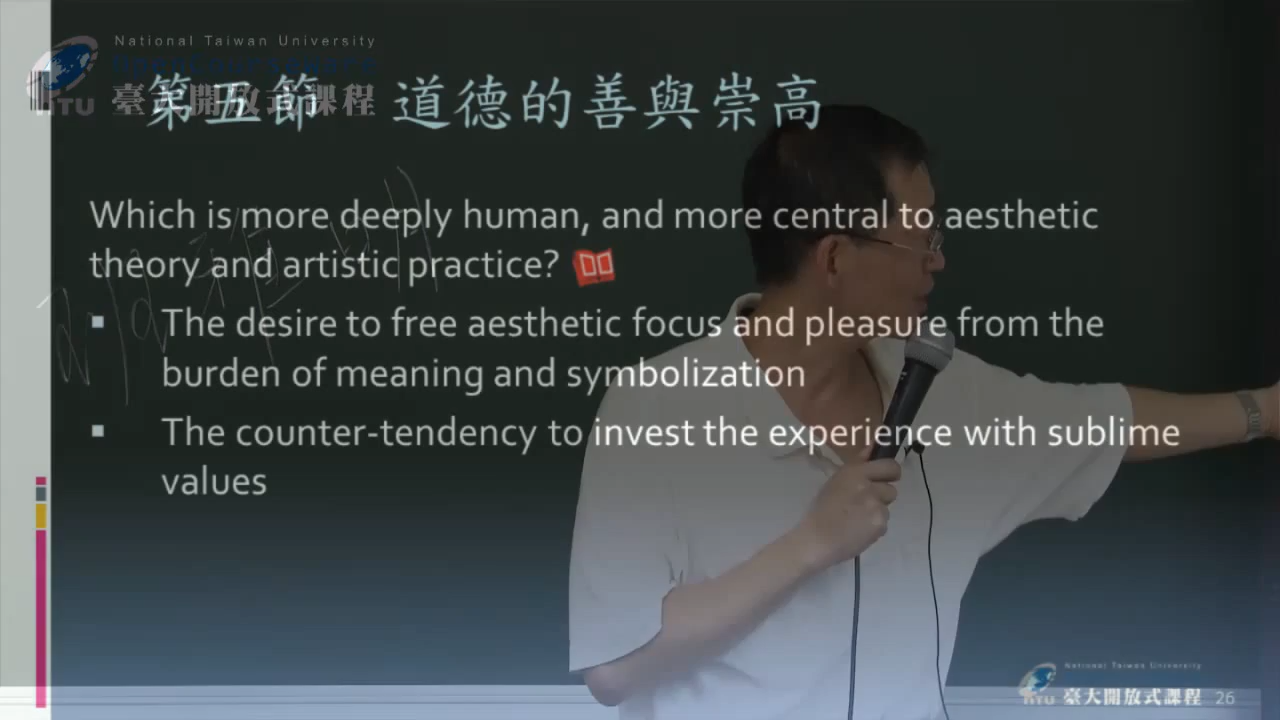 National Taiwan University
OpenCourseWare
NTU 臺大開放式課程
第五節 道德的善與崇高
Which is more deeply human, and more central to aesthetic
theory and artistic practice?
▪ The desire to free aesthetic focus and pleasure from the
burden of meaning and symbolization
▪ The counter-tendency to invest the experience with sublime
values
National Taiwan University
NTU 臺大開放式課程 26